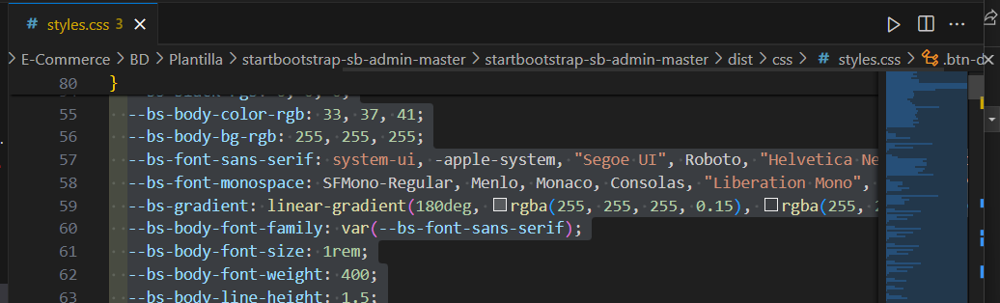 # styles.css 3 ×
E-Commerce > BD > Plantilla > startbootstrap-sb-admin-master > startbootstrap-sb-admin-master > dist > css > # styles.css > .btn-c
80 }
55 --bs-body-color-rgb: 33, 37, 41;
56 --bs-body-bg-rgb: 255, 255, 255;
57 --bs-font-sans-serif: system-ui, -apple-system, "Segoe UI", Roboto, "Helvetica Ne
58 --bs-font-monospace: SFMono-Regular, Menlo, Monaco, Consolas, "Liberation Mono",
59 --bs-gradient: linear-gradient(180deg, rgba(255, 255, 255, 0.15), rgba(255, 2
60 --bs-body-font-family: var(--bs-font-sans-serif);
61 --bs-body-font-size: 1rem;
62 --bs-body-font-weight: 400;
63 --bs-body-line-height: 1.5;